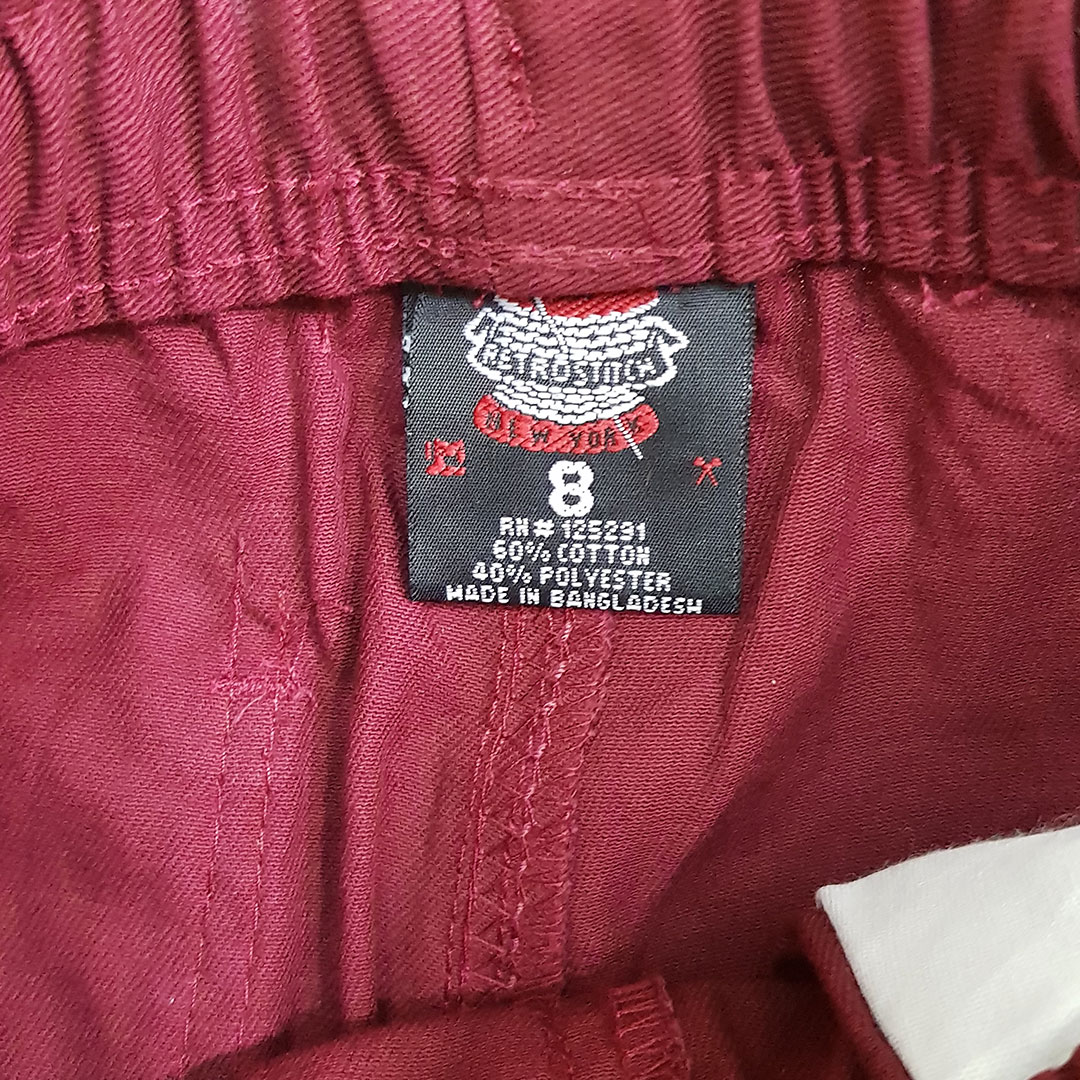 RETROSTITCH
NEW YORK
8
RN# 125291
60% COTTON
40% POLYESTER
MADE IN BANGLADESH